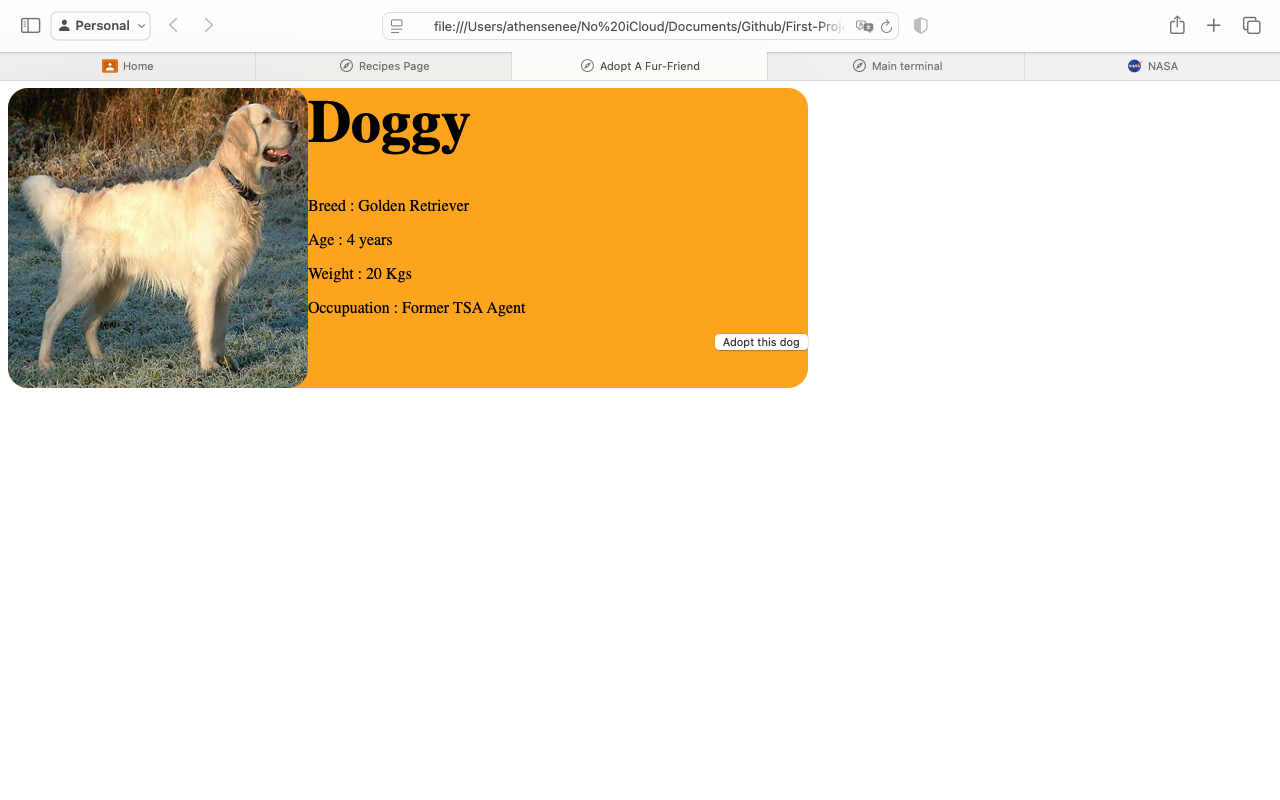 Personal
file:///Users/athensenee/No%20iCloud/Documents/Github/First-Proje
Home
Recipes Page
Adopt A Fur-Friend
Main terminal
NASA
Doggy
Breed : Golden Retriever
Age : 4 years
Weight : 20 Kgs
Occupuation : Former TSA Agent
Adopt this dog